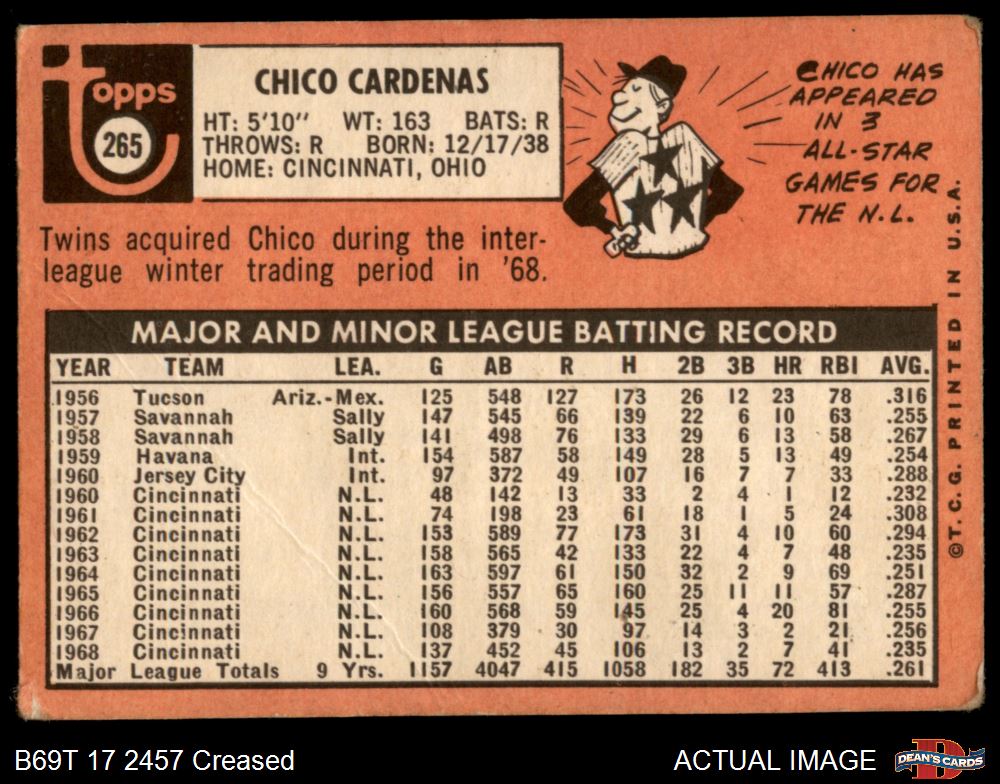 topps
265
CHICO CARDENAS
HT: 5'10" WT: 163 BATS: R
THROWS: R BORN: 12/17/38
HOME: CINCINNATI, OHIO
CHICO HAS
APPEARED
IN 3
ALL-STAR
GAMES FOR
THE N.L.
Twins acquired Chico during the inter-
league winter trading period in '68.
MAJOR AND MINOR LEAGUE BATTING RECORD
YEAR TEAM LEA. G AB R H 2B 3B HR RBI AVG.
1956 Tucson Ariz.-Mex. 125 548 127 173 26 12 23 78 .316
1957 Savannah Sally 147 545 66 139 22 6 10 63 .255
1958 Savannah Sally 141 498 76 133 29 6 13 58 .267
1959 Havana Int. 154 587 58 149 28 5 13 49 .254
1960 Jersey City Int. 97 372 49 107 16 7 7 33 .288
1960 Cincinnati N.L. 48 142 13 33 2 4 1 12 .232
1961 Cincinnati N.L. 74 198 23 61 18 1 5 24 .308
1962 Cincinnati N.L. 153 589 77 173 31 4 10 60 .294
1963 Cincinnati N.L. 158 565 42 133 22 4 7 48 .235
1964 Cincinnati N.L. 163 597 61 150 32 2 9 69 .251
1965 Cincinnati N.L. 156 557 65 160 25 11 11 57 .287
1966 Cincinnati N.L. 160 568 59 145 25 4 20 81 .255
1967 Cincinnati N.L. 108 379 30 97 14 3 2 21 .256
1968 Cincinnati N.L. 137 452 45 106 13 2 7 41 .235
Major League Totals 9 Yrs. 1157 4047 415 1058 182 35 72 413 .261
©T.C.G. PRINTED IN U.S.A.
B69T 17 2457 Creased
ACTUAL IMAGE
DEAN'S CARDS